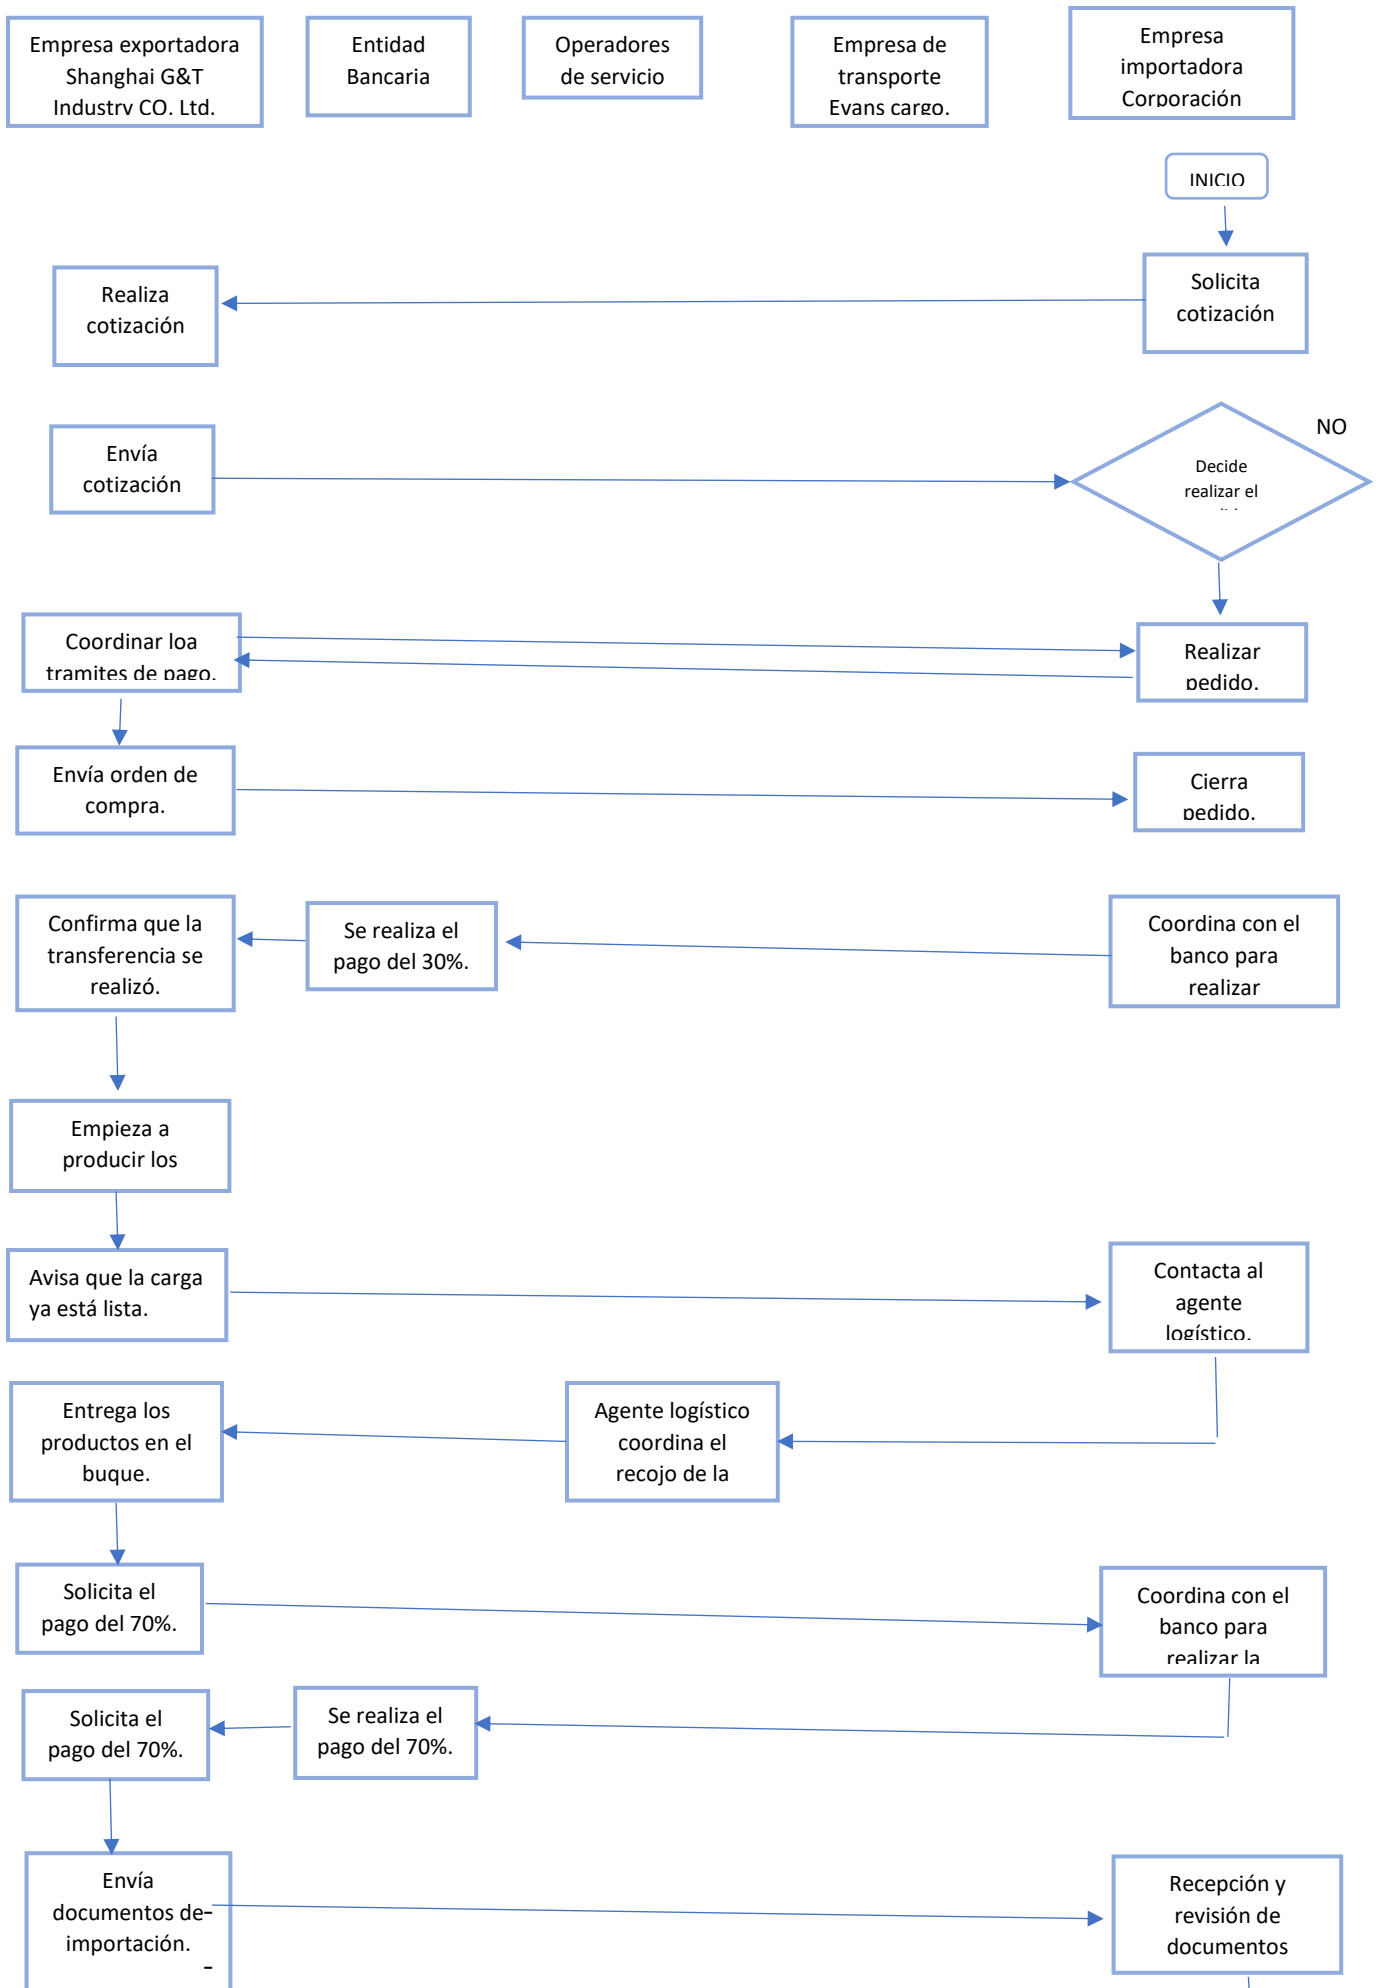 Empresa exportadora
Shanghai G&T
Industry CO. Ltd.
Entidad
Bancaria
Operadores
de servicio
Empresa de
transporte
Evans cargo.
Empresa
importadora
Corporación
INICIO
Solicita
cotización
Realiza
cotización
Envía
cotización
NO
Decide
realizar el
Coordinar loa
tramites de pago.
Realizar
pedido.
Envía orden de
compra.
Cierra
pedido.
Confirma que la
transferencia se
realizó.
Se realiza el
pago del 30%.
Coordina con el
banco para
realizar
Empieza a
producir los
Avisa que la carga
ya está lista.
Contacta al
agente
logístico.
Entrega los
productos en el
buque.
Agente logístico
coordina el
recojo de la
Solicita el
pago del 70%.
Coordina con el
banco para
realizar la
Solicita el
pago del 70%.
Se realiza el
pago del 70%.
Envía
documentos de-
importación.
-
Recepción y
revisión de
documentos